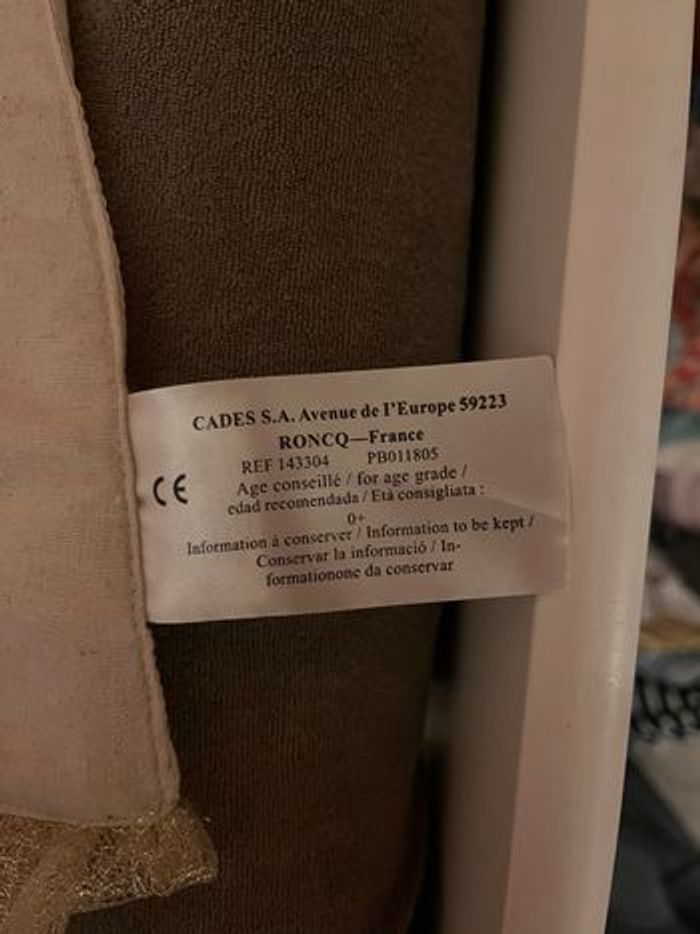 CADES S.A. Avenue de l'Europe 59223
RONCQ—France
REF 143304 PB011805
Age conseillé / for age grade /
edad recomendada / Età consigliata :
0+
Information à conserver / Information to be kept /
Conservar la informació / In-
formationone da conservar
CE